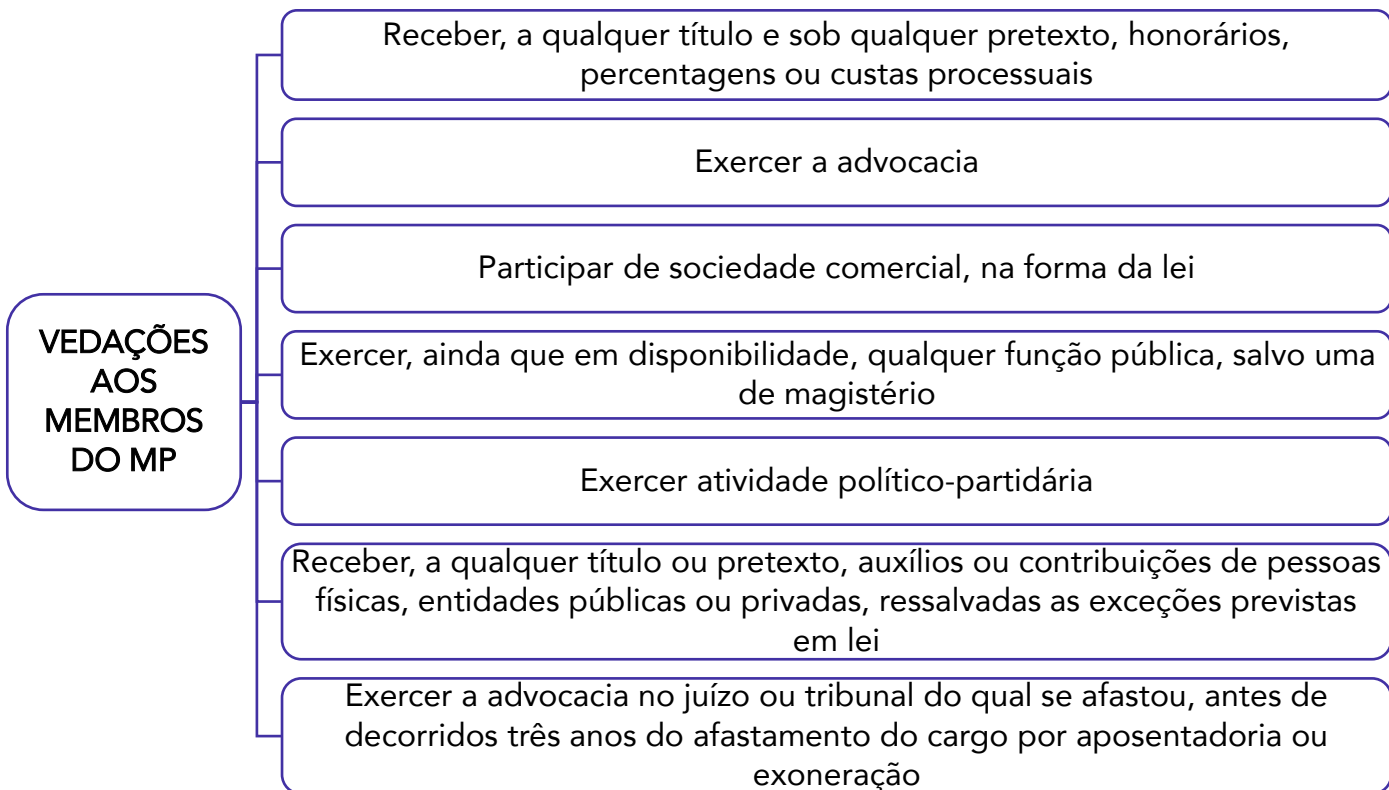 VEDAÇÕES
AOS
MEMBROS
DO MP
Receber, a qualquer título e sob qualquer pretexto, honorários,
percentagens ou custas processuais
Exercer a advocacia
Participar de sociedade comercial, na forma da lei
Exercer, ainda que em disponibilidade, qualquer função pública, salvo uma
de magistério
Exercer atividade político-partidária
Receber, a qualquer título ou pretexto, auxílios ou contribuições de pessoas
físicas, entidades públicas ou privadas, ressalvadas as exceções previstas
em lei
Exercer a advocacia no juízo ou tribunal do qual se afastou, antes de
decorridos três anos do afastamento do cargo por aposentadoria ou
exoneração